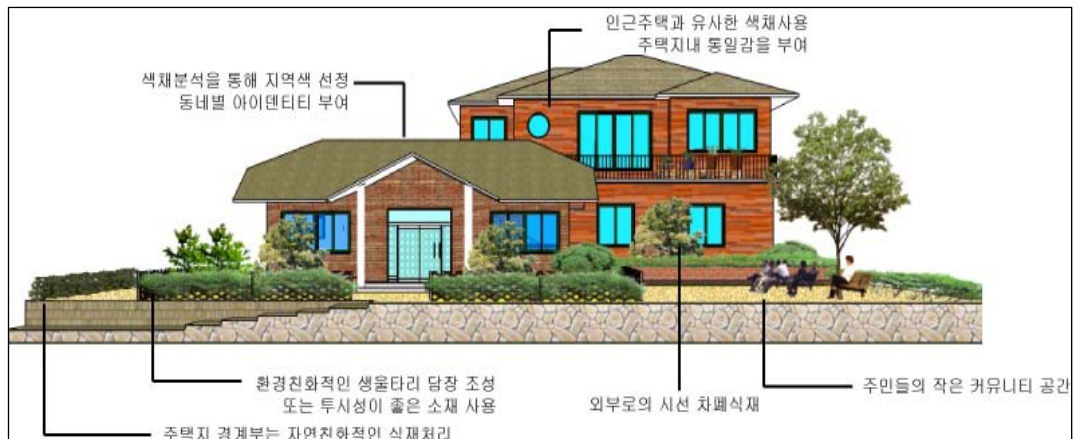 인근주택과 유사한 색채사용
주택지내 통일감을 부여
색채분석을 통해 지역색 선정
동네별 아이덴티티 부여
환경친화적인 생울타리 담장 조성
또는 투시성이 좋은 소재 사용
외부로의 시선 차폐식재
주민들의 작은 커뮤니티 공간
주택지 경계부는 자연친화적인 식재처리